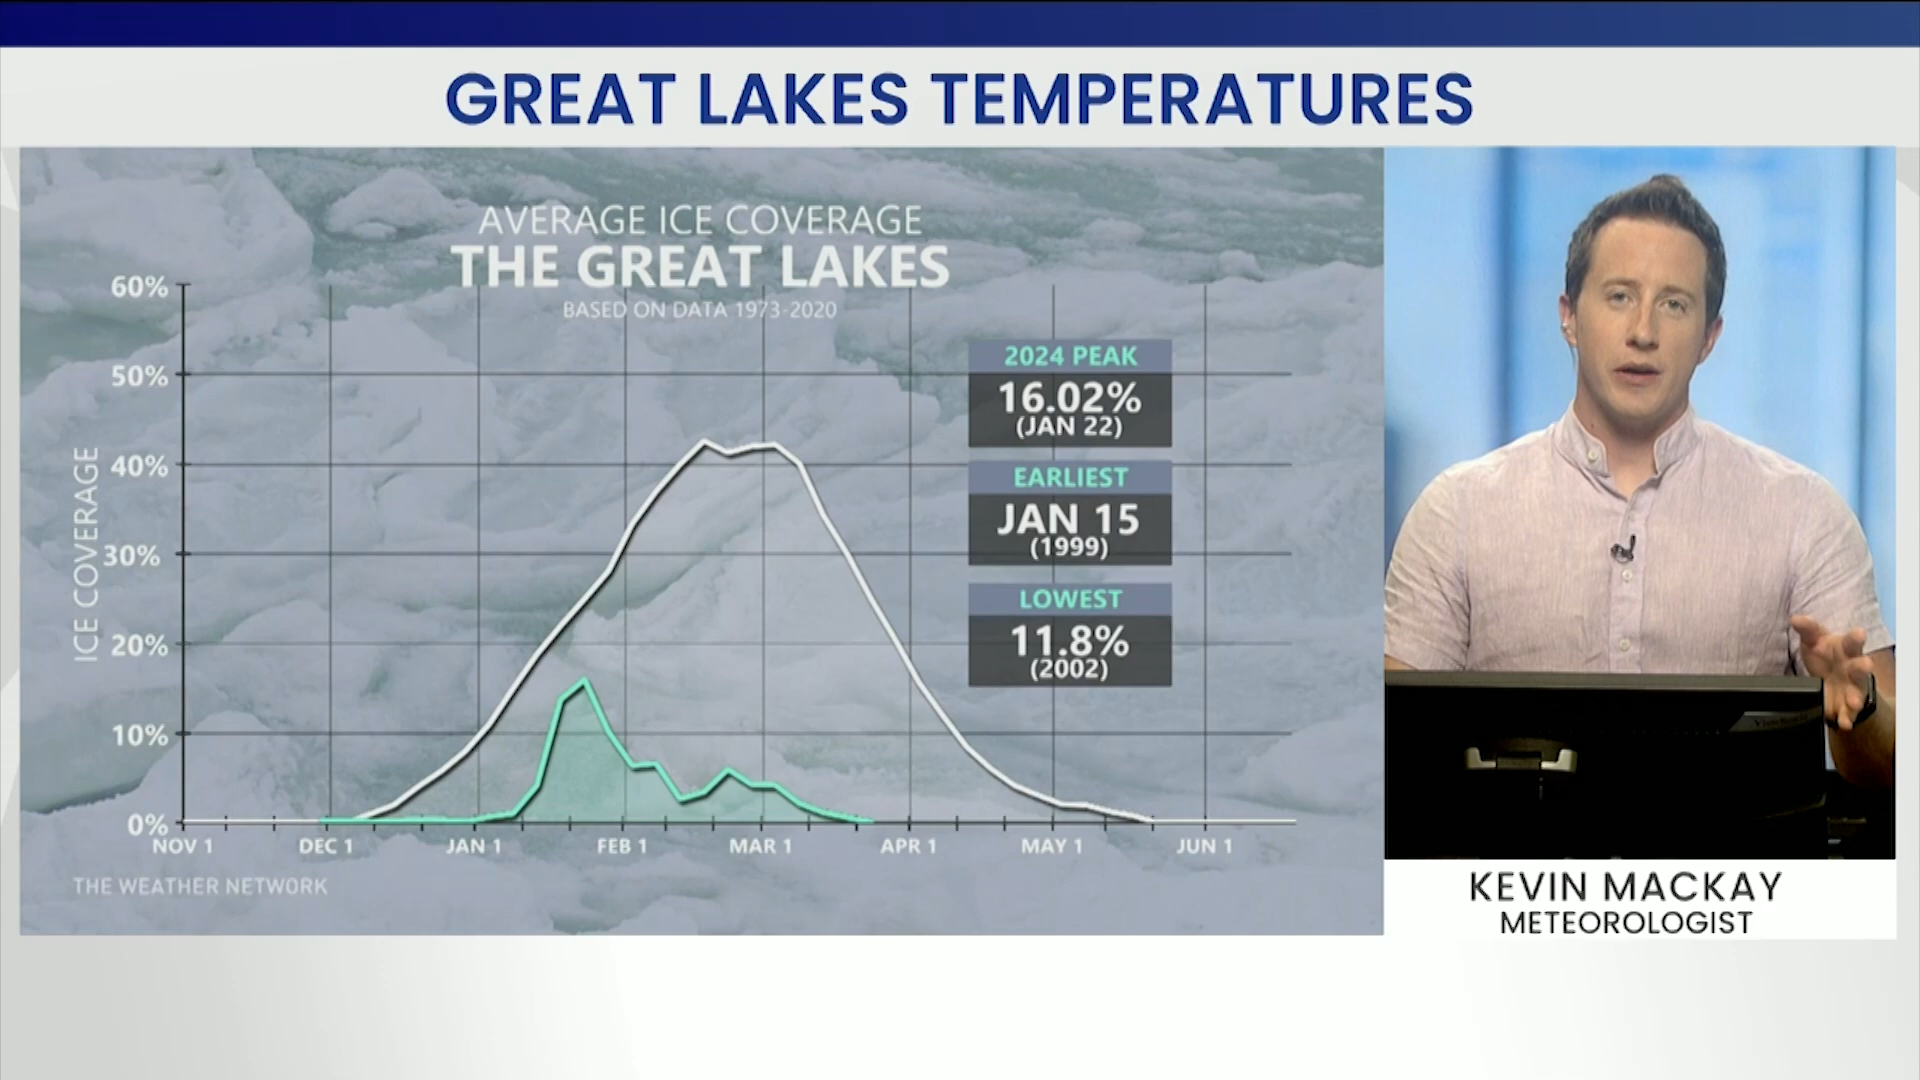 GREAT LAKES TEMPERATURES
AVERAGE ICE COVERAGE
THE GREAT LAKES
BASED ON DATA 1973-2020
ICE COVERAGE
60%
50%
40%
30%
20%
10%
0%
NOV 1
DEC 1
JAN 1
FEB 1
MAR 1
APR 1
MAY 1
JUN 1
2024 PEAK
16.02%
(JAN 22)
EARLIEST
JAN 15
(1999)
LOWEST
11.8%
(2002)
THE WEATHER NETWORK
KEVIN MACKAY
METEOROLOGIST